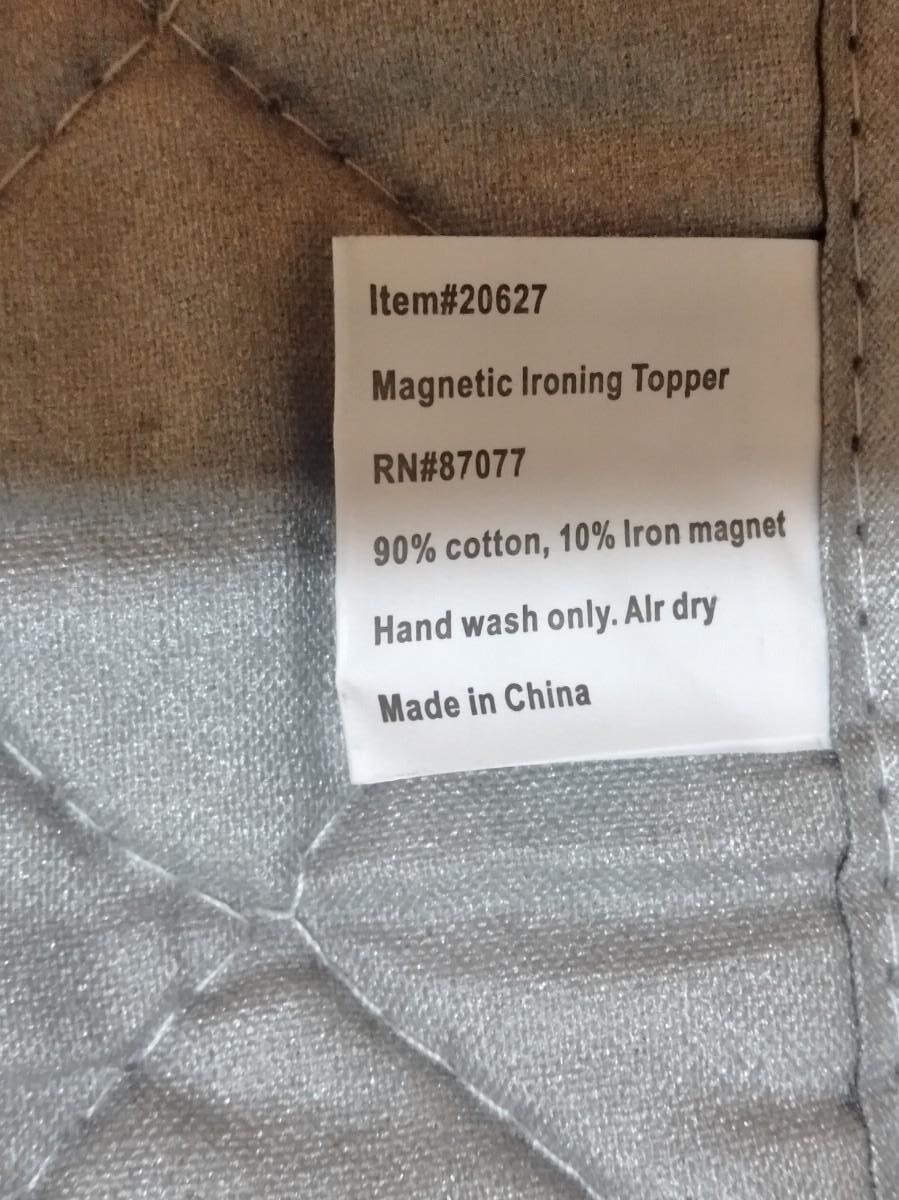 Item#20627
Magnetic Ironing Topper
RN#87077
90% cotton, 10% Iron magnet
Hand wash only. AIr dry
Made in China